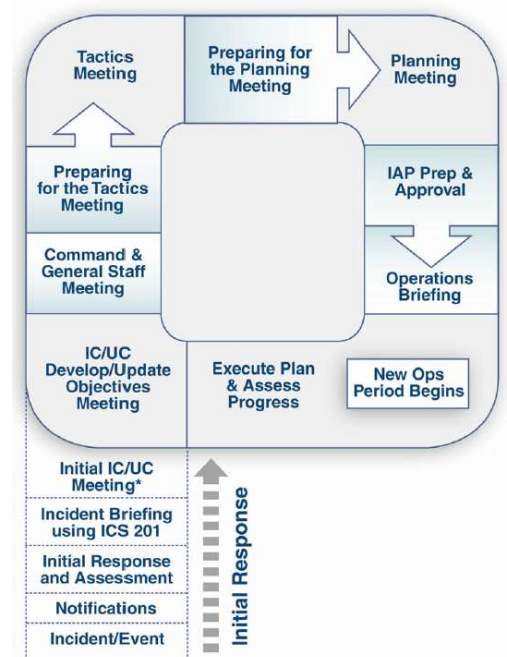 Tactics
Meeting
Preparing for
the Planning
Meeting
Planning
Meeting
Preparing
for the Tactics
Meeting
IAP Prep &
Approval
Command &
General Staff
Meeting
Operations
Briefing
IC/UC
Develop/Update
Objectives
Meeting
Execute Plan
& Assess
Progress
New Ops
Period Begins
Initial IC/UC
Meeting*
Incident Briefing
using ICS 201
Initial Response
and Assessment
Notifications
Incident/Event
Initial Response